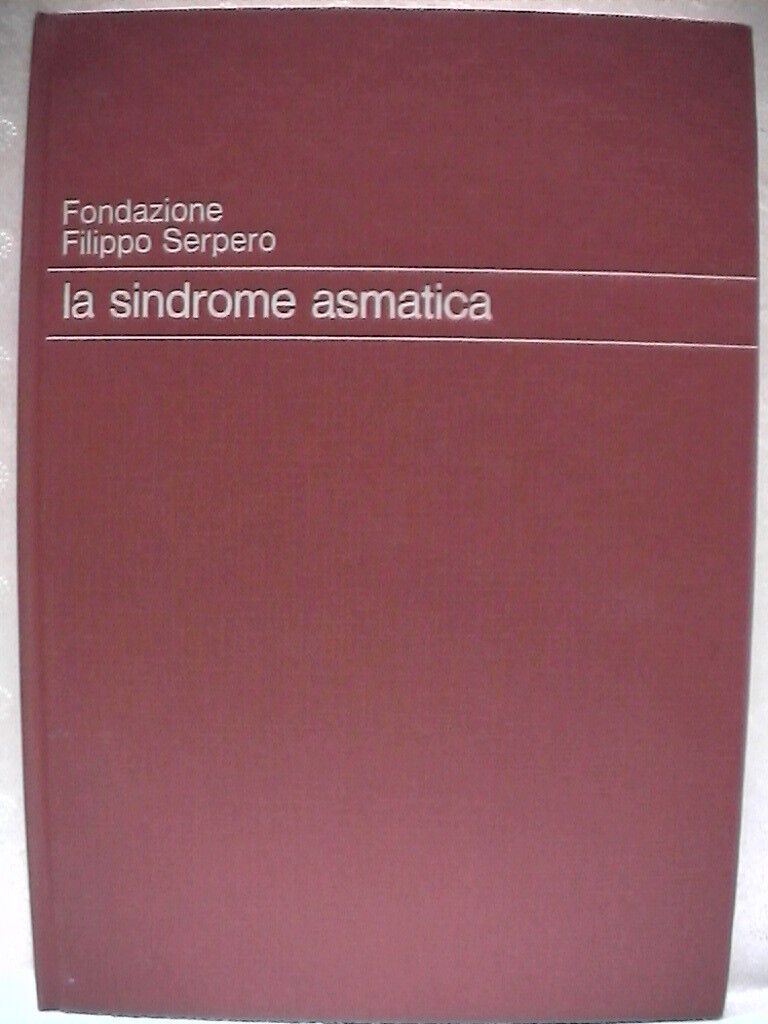 Fondazione
Filippo Serpero
la sindrome asmatica